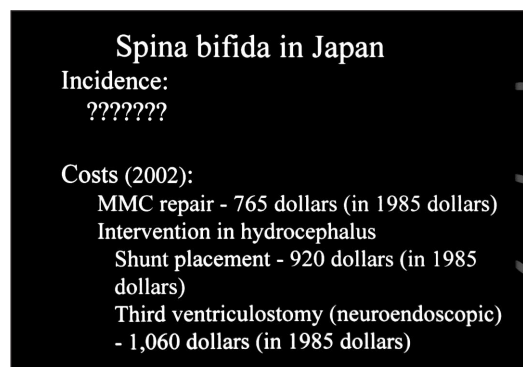 Spina bifida in Japan
Incidence:
???????
Costs (2002):
MMC repair - 765 dollars (in 1985 dollars)
Intervention in hydrocephalus
Shunt placement - 920 dollars (in 1985
dollars)
Third ventriculostomy (neuroendoscopic)
- 1,060 dollars (in 1985 dollars)